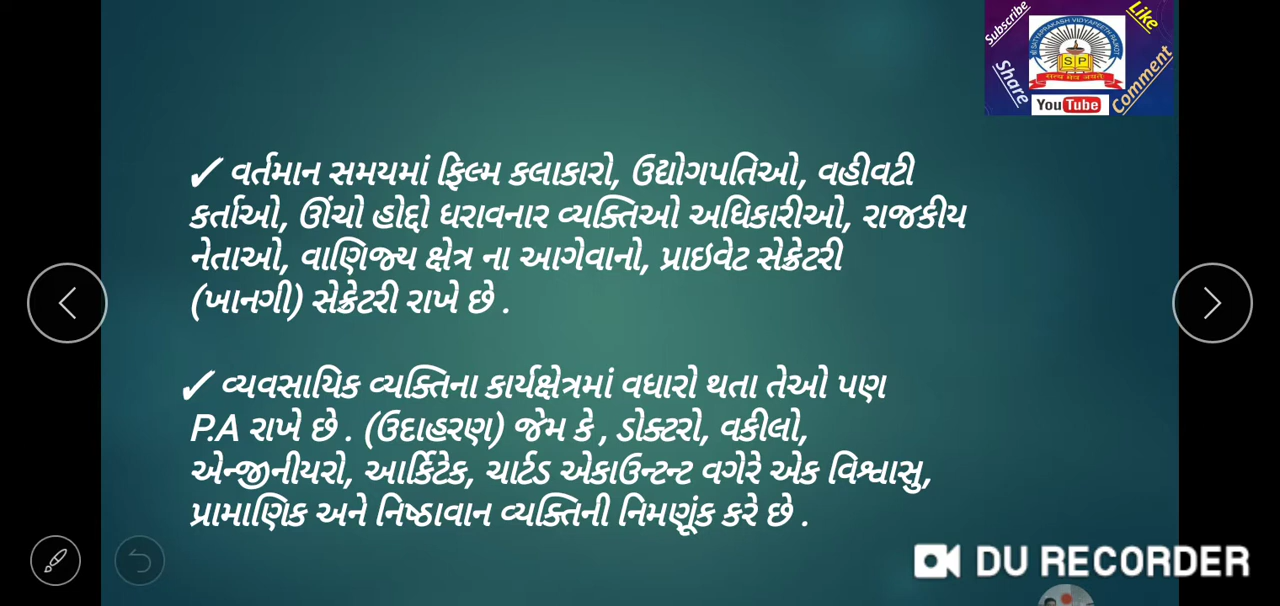 Subscribe
Like
Share
Comment
SP
सत्य मेव जयते
YouTube
✓ વર્તમાન સમયમાં ફિલ્મ કલાકારો, ઉદ્યોગપતિઓ, વહીવટી
કર્તાઓ, ઊંચો હોદ્દો ધરાવનાર વ્યક્તિઓ અધિકારીઓ, રાજકીય
નેતાઓ, વાણિજ્ય ક્ષેત્ર ના આગેવાનો, પ્રાઇવેટ સેક્રેટરી
(ખાનગી) સેક્રેટરી રાખે છે .
✓ વ્યવસાયિક વ્યક્તિના કાર્યક્ષેત્રમાં વધારો થતા તેઓ પણ
P.A રાખે છે . (ઉદાહરણ) જેમ કે , ડોક્ટરો, વકીલો,
એન્જીનીયરો, આર્કિટેક, ચાર્ટડ એકાઉન્ટન્ટ વગેરે એક વિશ્વાસુ,
પ્રામાણિક અને નિષ્ઠાવાન વ્યક્તિની નિમણૂંક કરે છે .
DU RECORDER